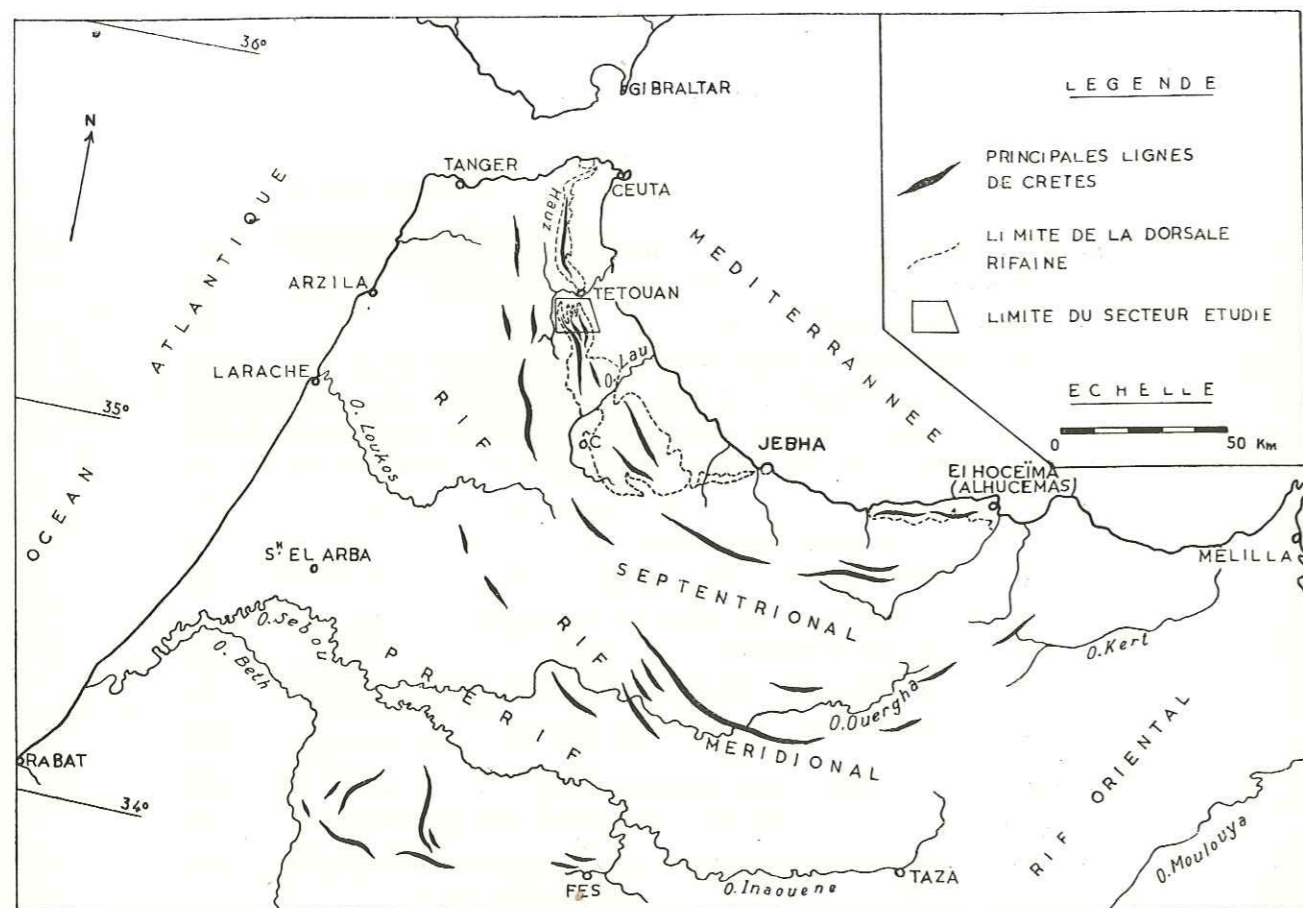 36°
GIBRALTAR
LEGENDE
N
PRINCIPALES LIGNES
DE CRETES
TANGER
CEUTA
Hauz
OCEAN ATLANTIQUE
MEDITERRANNEE
LIMITE DE LA DORSALE
RIFAINE
ARZILA
TETOUAN
LIMITE DU SECTEUR ETUDIE
O. Lau
LARACHE
35°
RIF
ECHELLE
O. Loukos
C
JEBHA
0 50 Km
El HOCEÏMA
(ALHUCEMAS)
SK EL ARBA
MELILLA
SEPTENTRIONAL
O. Sebou
O. Beth
RIF
PRERIF
O.Kert
O.Ouergha
RABAT
MERIDIONAL
RIF ORIENTAL
34°
O.Moulouya
FES
O.Inaouene
TAZA